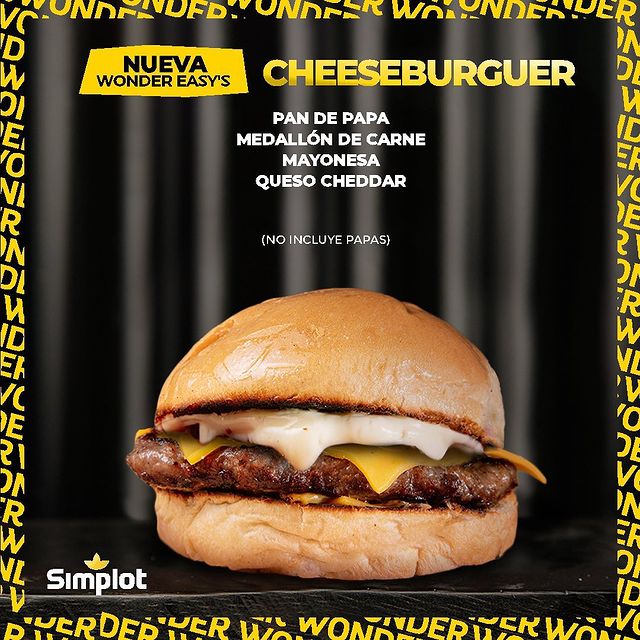 NUEVA
WONDER EASY'S
CHEESEBURGUER
PAN DE PAPA
MEDALLÓN DE CARNE
MAYONESA
QUESO CHEDDAR
(NO INCLUYE PAPAS)
Simplot